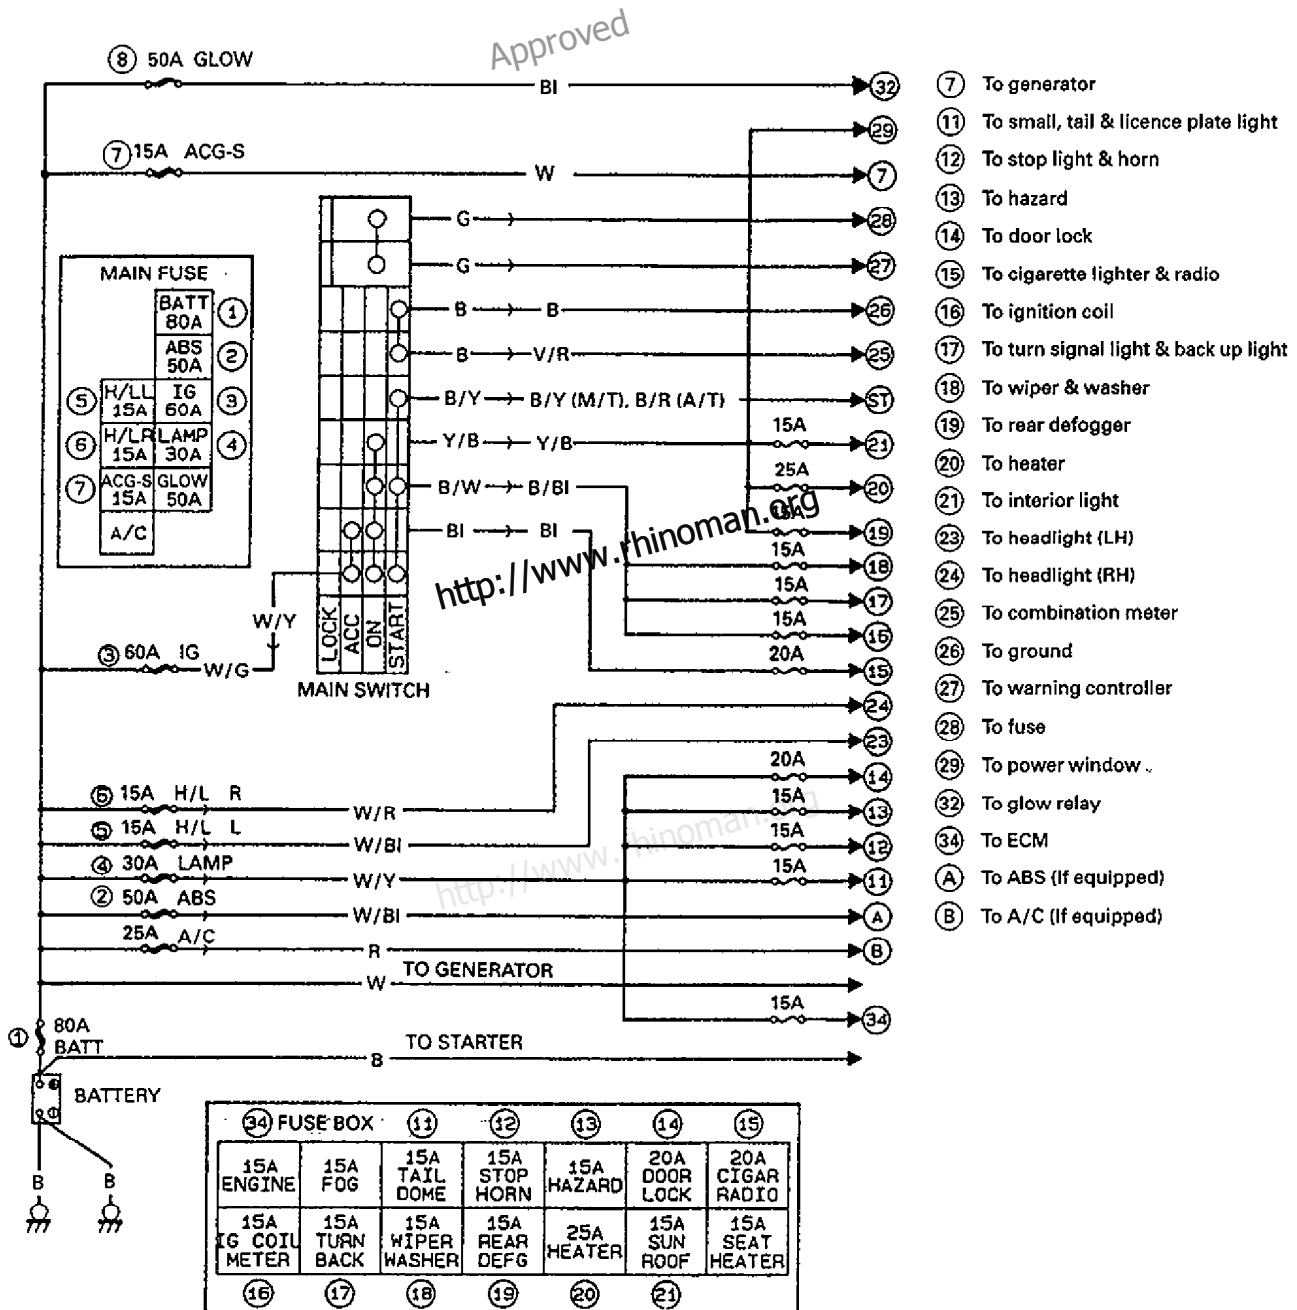 Approved
8 50A GLOW
BI
32
7 To generator
29
11 To small, tail & licence plate light
7 15A ACG-S
W
7
12 To stop light & horn
G
28
13 To hazard
G
27
14 To door lock
MAIN FUSE
BATT 80A 1
ABS 50A 2
5 H/LL 15A IG 60A 3
6 H/LR 15A LAMP 30A 4
7 ACG-S 15A GLOW 50A
A/C
15 To cigarette lighter & radio
B B
26
16 To ignition coil
B V/R
25
17 To turn signal light & back up light
B/Y B/Y (M/T), B/R (A/T)
ST
18 To wiper & washer
Y/B Y/B
15A
21
19 To rear defogger
B/W B/BI
25A
20
20 To heater
BI BI
15A
19
21 To interior light
http://www.rhinoman.org
15A
18
23 To headlight (LH)
15A
17
24 To headlight (RH)
15A
16
25 To combination meter
W/Y
LOCK
ACC
ON
START
MAIN SWITCH
3 60A IG
W/G
20A
15
26 To ground
24
27 To warning controller
23
28 To fuse
20A
14
29 To power window
6 15A H/L R
W/R
15A
13
32 To glow relay
5 15A H/L L
W/BI
15A
12
34 To ECM
4 30A LAMP
W/Y
15A
11
A To ABS (If equipped)
http://www.rhinoman.org
2 50A ABS
W/BI
A
B To A/C (If equipped)
25A A/C
R
B
TO GENERATOR
W
15A
34
1 80A
BATT
TO STARTER
B
BATTERY
B B
34 FUSE BOX 11 12 13 14 15
15A ENGINE
15A FOG
15A TAIL DOME
15A STOP HORN
15A HAZARD
20A DOOR LOCK
20A CIGAR RADIO
15A IG COIL METER
15A TURN BACK
15A WIPER WASHER
15A REAR DEFG
25A HEATER
15A SUN ROOF
15A SEAT HEATER
16 17 18 19 20 21